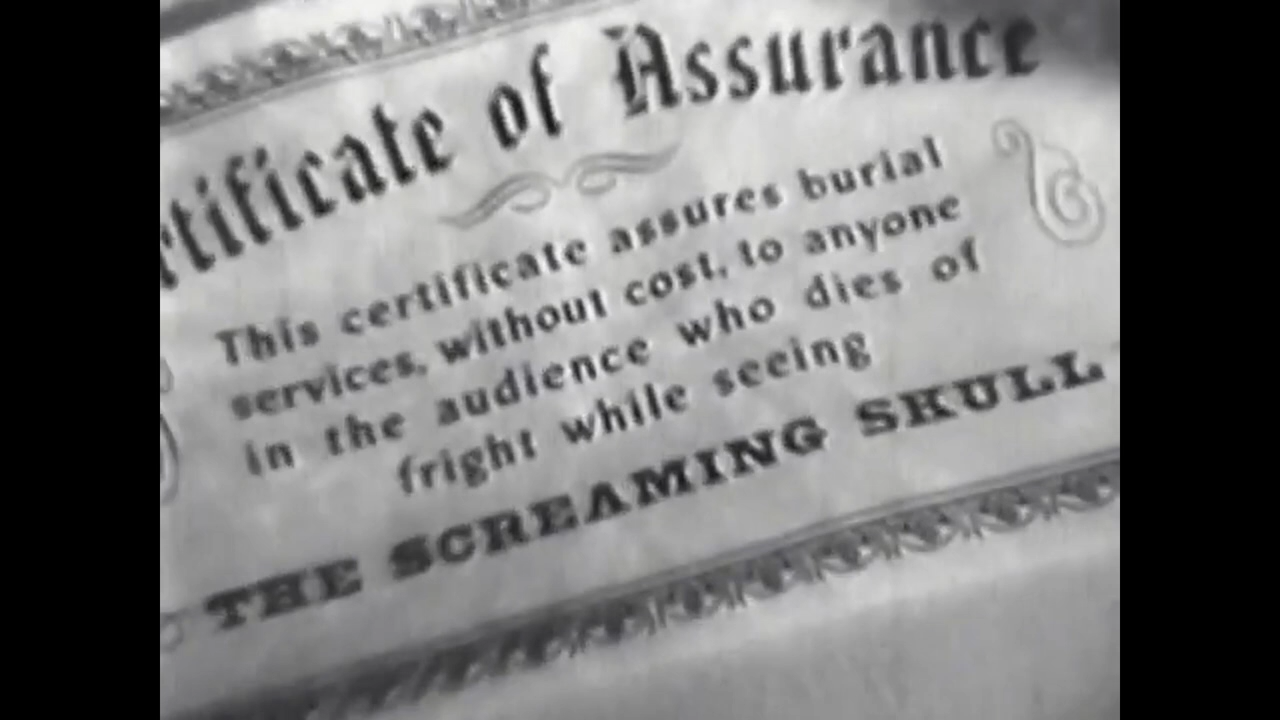 rtificate of Assurance
This certificate assures burial
services, without cost, to anyone
in the audience who dies of
fright while seeing
THE SCREAMING SKULL